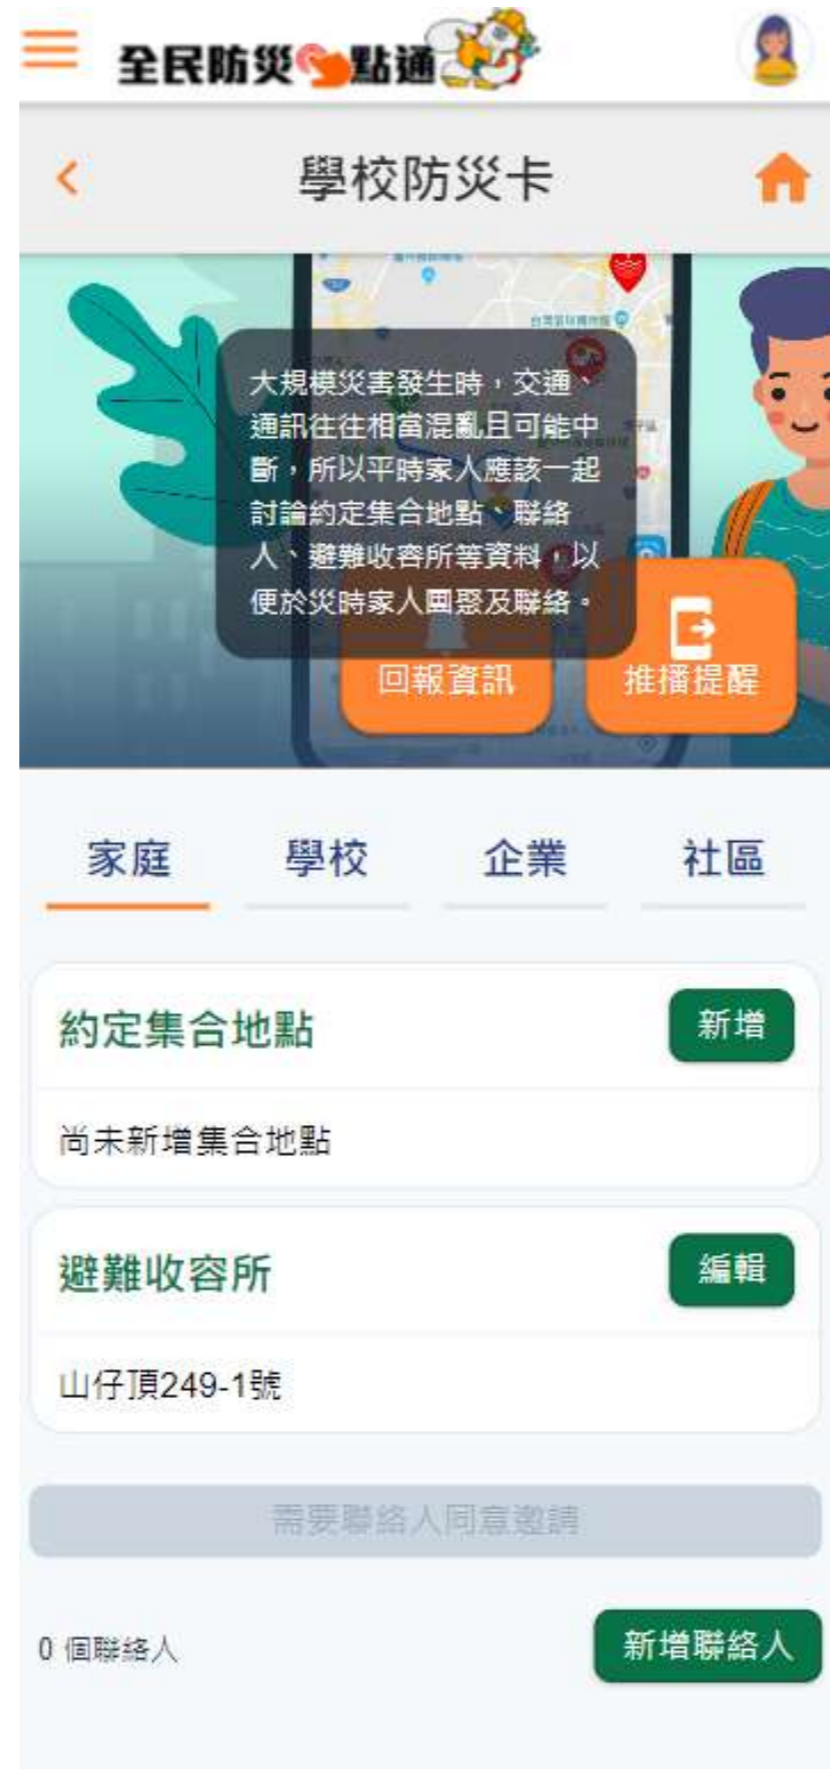 全民防災點通
學校防災卡
大規模災害發生時，交通、
通訊往往相當混亂且可能中
斷，所以平時家人應該一起
討論約定集合地點、聯絡
人、避難收容所等資料，以
便於災時家人團聚及聯絡。
回報資訊
推播提醒
家庭
學校
企業
社區
約定集合地點
新增
尚未新增集合地點
避難收容所
編輯
山仔頂249-1號
需要聯絡人同意邀請
0 個聯絡人
新增聯絡人